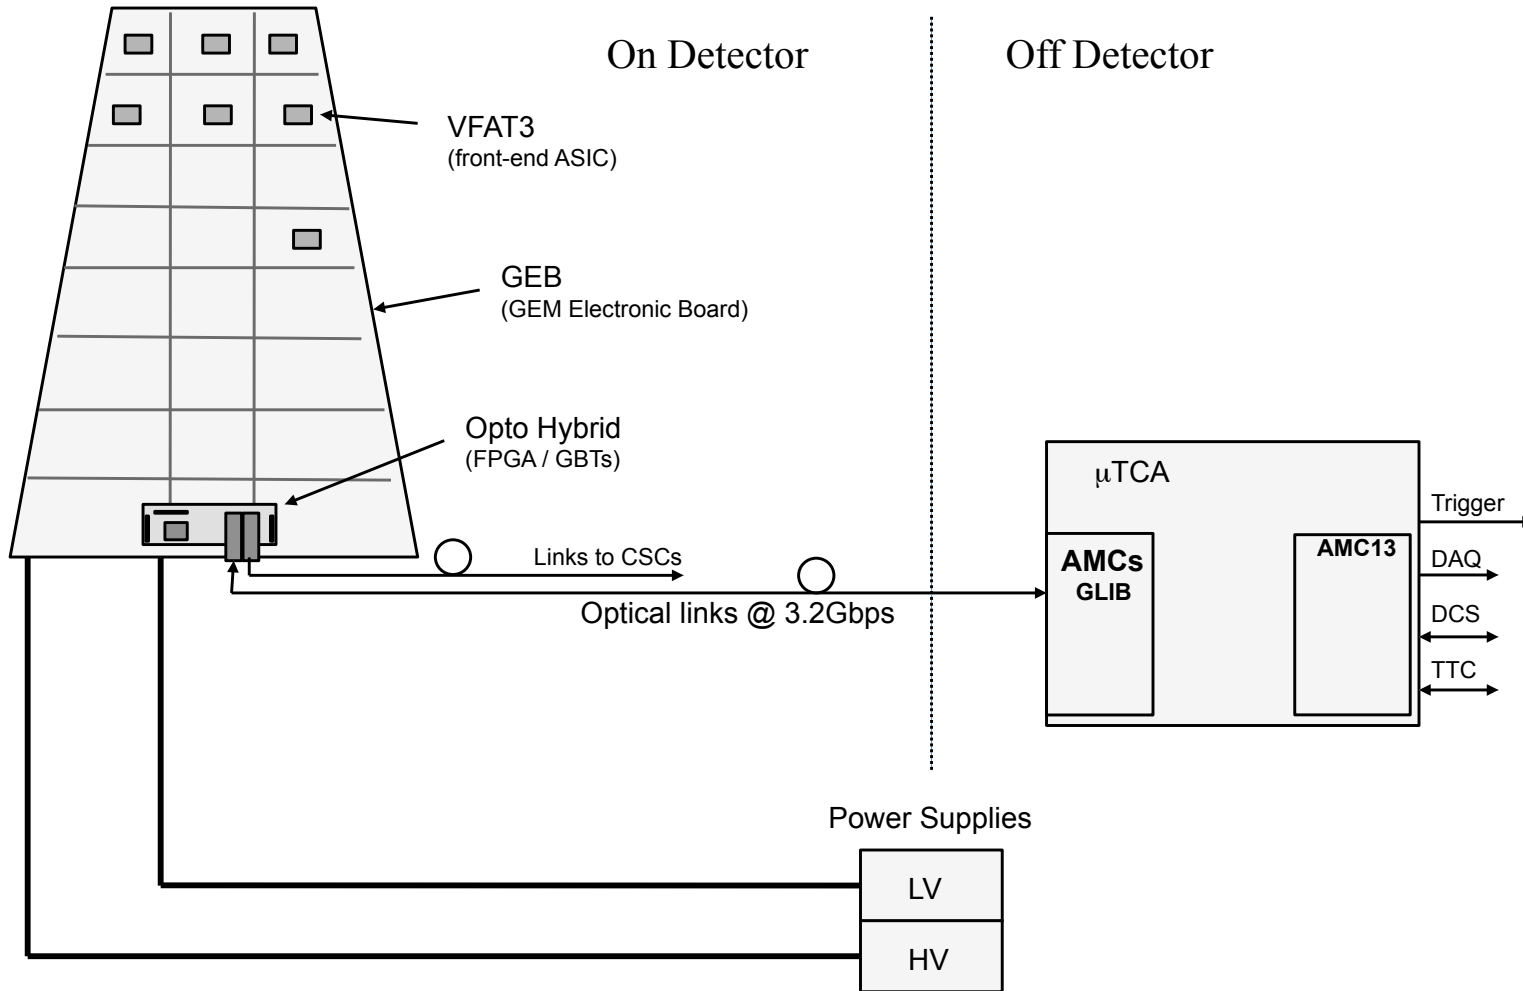 On Detector
Off Detector
VFAT3
(front-end ASIC)
GEB
(GEM Electronic Board)
Opto Hybrid
(FPGA / GBTs)
Links to CSCs
Optical links @ 3.2Gbps
μTCA
AMCs
GLIB
AMC13
Trigger
DAQ
DCS
TTC
Power Supplies
LV
HV